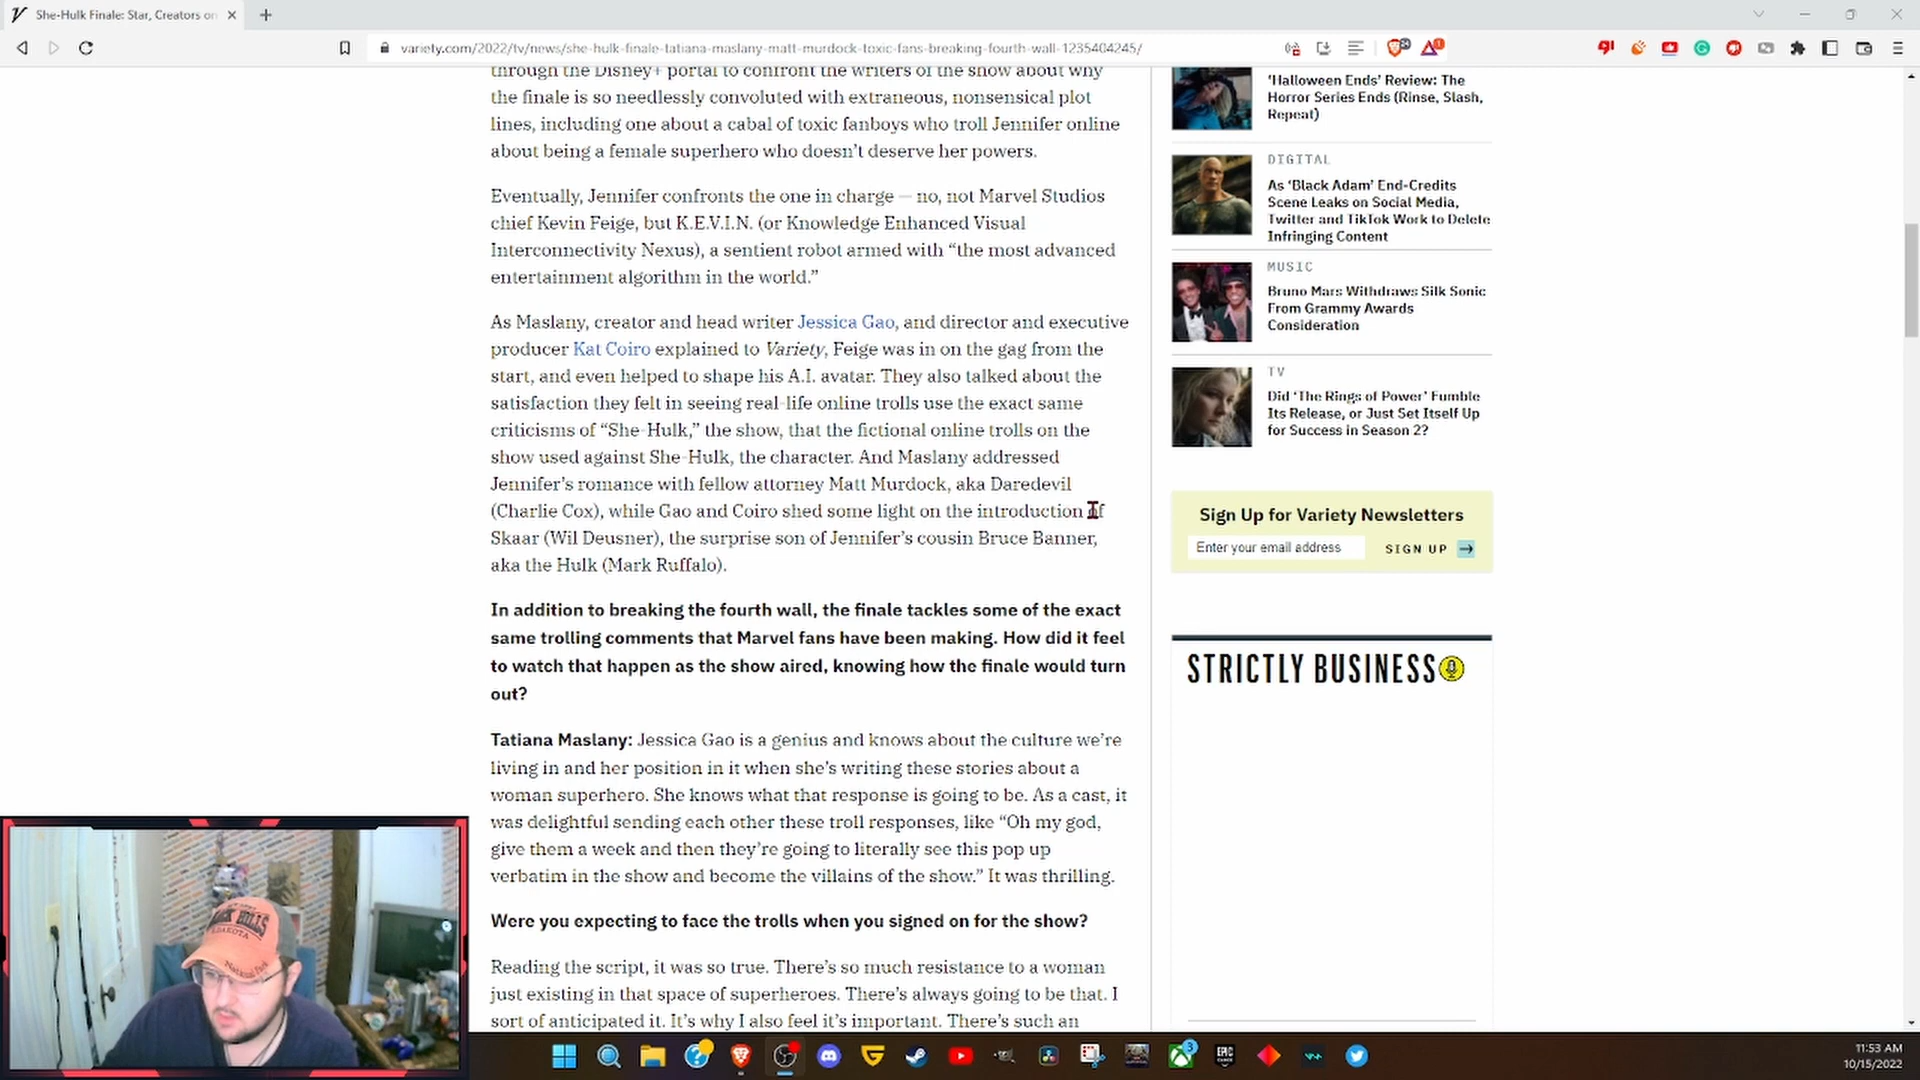 She-Hulk Finale: Star, Creators on
variety.com/2022/tv/news/she-hulk-finale-tatiana-maslany-matt-murdock-toxic-fans-breaking-fourth-wall-1235404245/
through the Disney+ portal to confront the writers of the show about why
the finale is so needlessly convoluted with extraneous, nonsensical plot
lines, including one about a cabal of toxic fanboys who troll Jennifer online
about being a female superhero who doesn't deserve her powers.
Eventually, Jennifer confronts the one in charge — no, not Marvel Studios
chief Kevin Feige, but K.E.V.I.N. (or Knowledge Enhanced Visual
Interconnectivity Nexus), a sentient robot armed with “the most advanced
entertainment algorithm in the world.”
As Maslany, creator and head writer Jessica Gao, and director and executive
producer Kat Coiro explained to Variety, Feige was in on the gag from the
start, and even helped to shape his A.I. avatar. They also talked about the
satisfaction they felt in seeing real-life online trolls use the exact same
criticisms of “She-Hulk,” the show, that the fictional online trolls on the
show used against She-Hulk, the character. And Maslany addressed
Jennifer's romance with fellow attorney Matt Murdock, aka Daredevil
(Charlie Cox), while Gao and Coiro shed some light on the introduction of
Skaar (Wil Deusner), the surprise son of Jennifer's cousin Bruce Banner,
aka the Hulk (Mark Ruffalo).
In addition to breaking the fourth wall, the finale tackles some of the exact
same trolling comments that Marvel fans have been making. How did it feel
to watch that happen as the show aired, knowing how the finale would turn
out?
Tatiana Maslany: Jessica Gao is a genius and knows about the culture we're
living in and her position in it when she's writing these stories about a
woman superhero. She knows what that response is going to be. As a cast, it
was delightful sending each other these troll responses, like “Oh my god,
give them a week and then they're going to literally see this pop up
verbatim in the show and become the villains of the show.” It was thrilling.
Were you expecting to face the trolls when you signed on for the show?
Reading the script, it was so true. There's so much resistance to a woman
just existing in that space of superheroes. There's always going to be that. I
sort of anticipated it. It's why I also feel it's important. There's such an
‘Halloween Ends’ Review: The
Horror Series Ends (Rinse, Slash,
Repeat)
DIGITAL
As ‘Black Adam’ End-Credits
Scene Leaks on Social Media,
Twitter and TikTok Work to Delete
Infringing Content
MUSIC
Bruno Mars Withdraws Silk Sonic
From Grammy Awards
Consideration
TV
Did ‘The Rings of Power’ Fumble
Its Release, or Just Set Itself Up
for Success in Season 2?
Sign Up for Variety Newsletters
Enter your email address
SIGN UP
STRICTLY BUSINESS
11:53 AM
10/15/2022